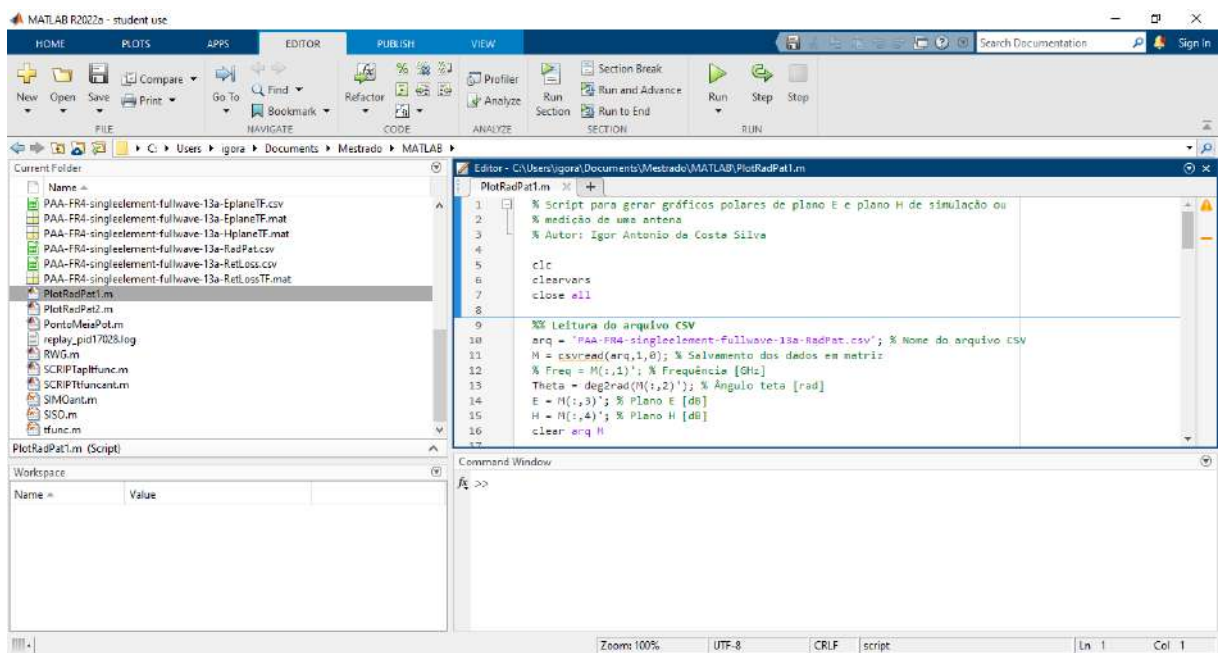 MATLAB R2022a - student use
HOME PLOTS APPS EDITOR PUBLISH VIEW Search Documentation Sign In
New Open Save Compare Print Go To Find Bookmark Refactor Profiler Analyze Run Section Section Break Run and Advance Run to End Run Step Stop
FILE NAVIGATE CODE ANALYZE SECTION RUN
C: Users igora Documents Mestrado MATLAB
Current Folder
Name
PAA-FR4-singleelement-fullwave-13a-EplaneTF.csv
PAA-FR4-singleelement-fullwave-13a-EplaneTF.mat
PAA-FR4-singleelement-fullwave-13a-HplaneTF.mat
PAA-FR4-singleelement-fullwave-13a-RadPat.csv
PAA-FR4-singleelement-fullwave-13a-RetLoss.csv
PAA-FR4-singleelement-fullwave-13a-RetLossTF.mat
PlotRadPat1.m
PlotRadPat2.m
PontoMeiaPot.m
replay_pid17028.log
RWG.m
SCRIPTapltfunc.m
SCRIPTtfuncant.m
SIMOant.m
SISO.m
tfunc.m
PlotRadPat1.m (Script)
Workspace
Name Value
Editor - C:\Users\igora\Documents\Mestrado\MATLAB\PlotRadPat1.m
PlotRadPat1.m
1 % Script para gerar gráficos polares de plano E e plano H de simulação ou
2 % medição de uma antena
3 % Autor: Igor Antonio da Costa Silva
4
5 clc
6 clearvars
7 close all
8
9 %% Leitura do arquivo CSV
10 arq = 'PAA-FR4-singleelement-fullwave-13a-RadPat.csv'; % Nome do arquivo CSV
11 M = csvread(arq,1,0); % Salvamento dos dados em matriz
12 % Freq = M(:,1)'; % Frequência [GHz]
13 Theta = deg2rad(M(:,2)'); % Ângulo teta [rad]
14 E = M(:,3)'; % Plano E [dB]
15 H = M(:,4)'; % Plano H [dB]
16 clear arq M
17
Command Window
fx >>
Zoom: 100% UTF-8 CRLF script Ln 1 Col 1